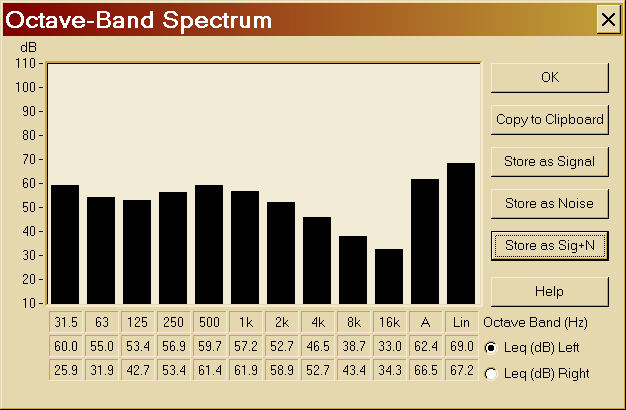 Octave-Band Spectrum
dB
110
100
90
80
70
60
50
40
30
20
10
31.5 63 125 250 500 1k 2k 4k 8k 16k A Lin
60.0 55.0 53.4 56.9 59.7 57.2 52.7 46.5 38.7 33.0 62.4 69.0
25.9 31.9 42.7 53.4 61.4 61.9 58.9 52.7 43.4 34.3 66.5 67.2
OK
Copy to Clipboard
Store as Signal
Store as Noise
Store as Sig+N
Help
Octave Band (Hz)
Leq (dB) Left
Leq (dB) Right